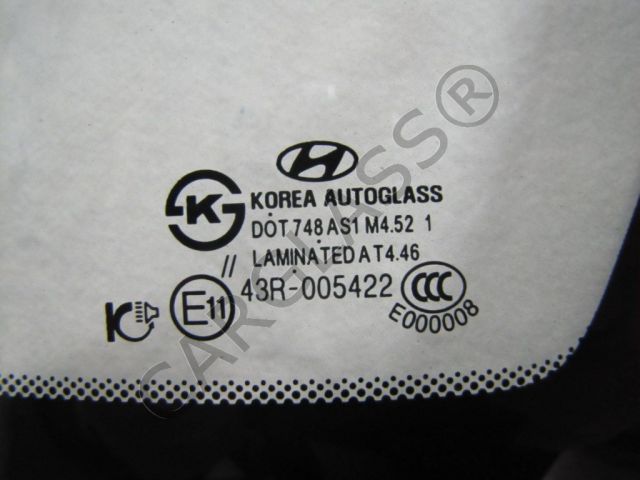 KOREA AUTOGLASS
DOT 748 AS1 M4.52 1
// LAMINATED AT4.46
43R-005422
E11
CCC
E000008
K
CARGLASS®